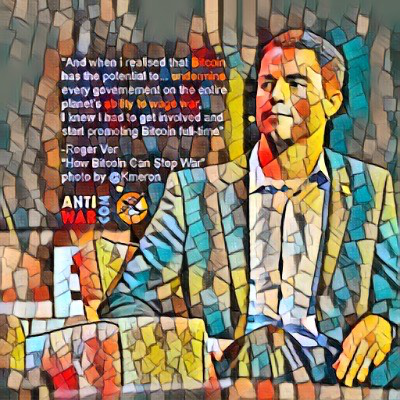 "And when i realised that Bitcoin
has the potential to... undermine
every governement on the entire
planet's ability to wage war,
I knew I had to get involved and
start promoting Bitcoin full-time"
-Roger Ver
"How Bitcoin Can Stop War"
photo by @Kmeron
ANTI
WAR
.COM